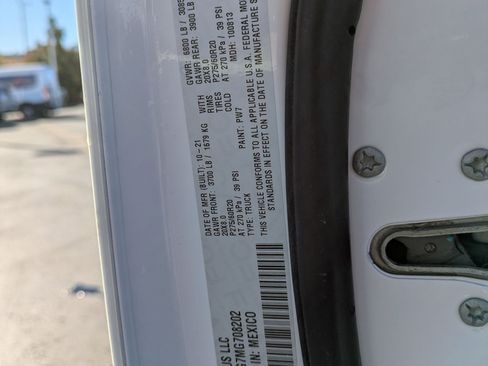 US LLC
G7MG708202
IN: MEXICO
DATE OF MFR (BUILT): 10-21
GVWR: 6800 LB / 3085
GAWR FRONT: 3700 LB / 1679 KG
WITH
GAWR REAR: 3900 LB
20X8.0
RIMS
20X8.0
P275/60R20
TIRES
P275/60R20
AT 270 kPa / 39 PSI
COLD
AT 270 kPa / 39 PSI
TYPE: TRUCK
PAINT: PW7
MDH: 100813
THIS VEHICLE CONFORMS TO ALL APPLICABLE U.S.A. FEDERAL MO
STANDARDS IN EFFECT ON THE DATE OF MANUFACTURE S